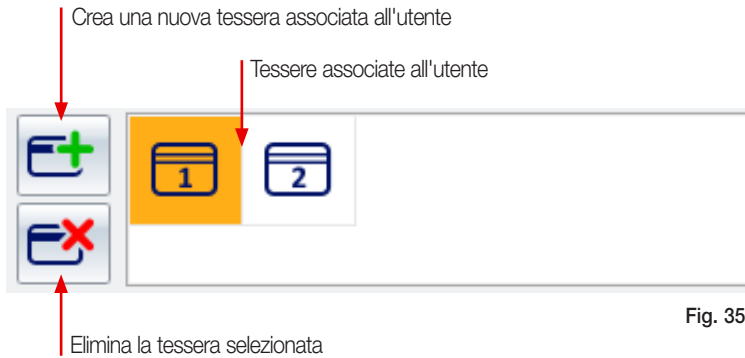 Crea una nuova tessera associata all'utente
Tessere associate all'utente
1 2
Fig. 35
Elimina la tessera selezionata